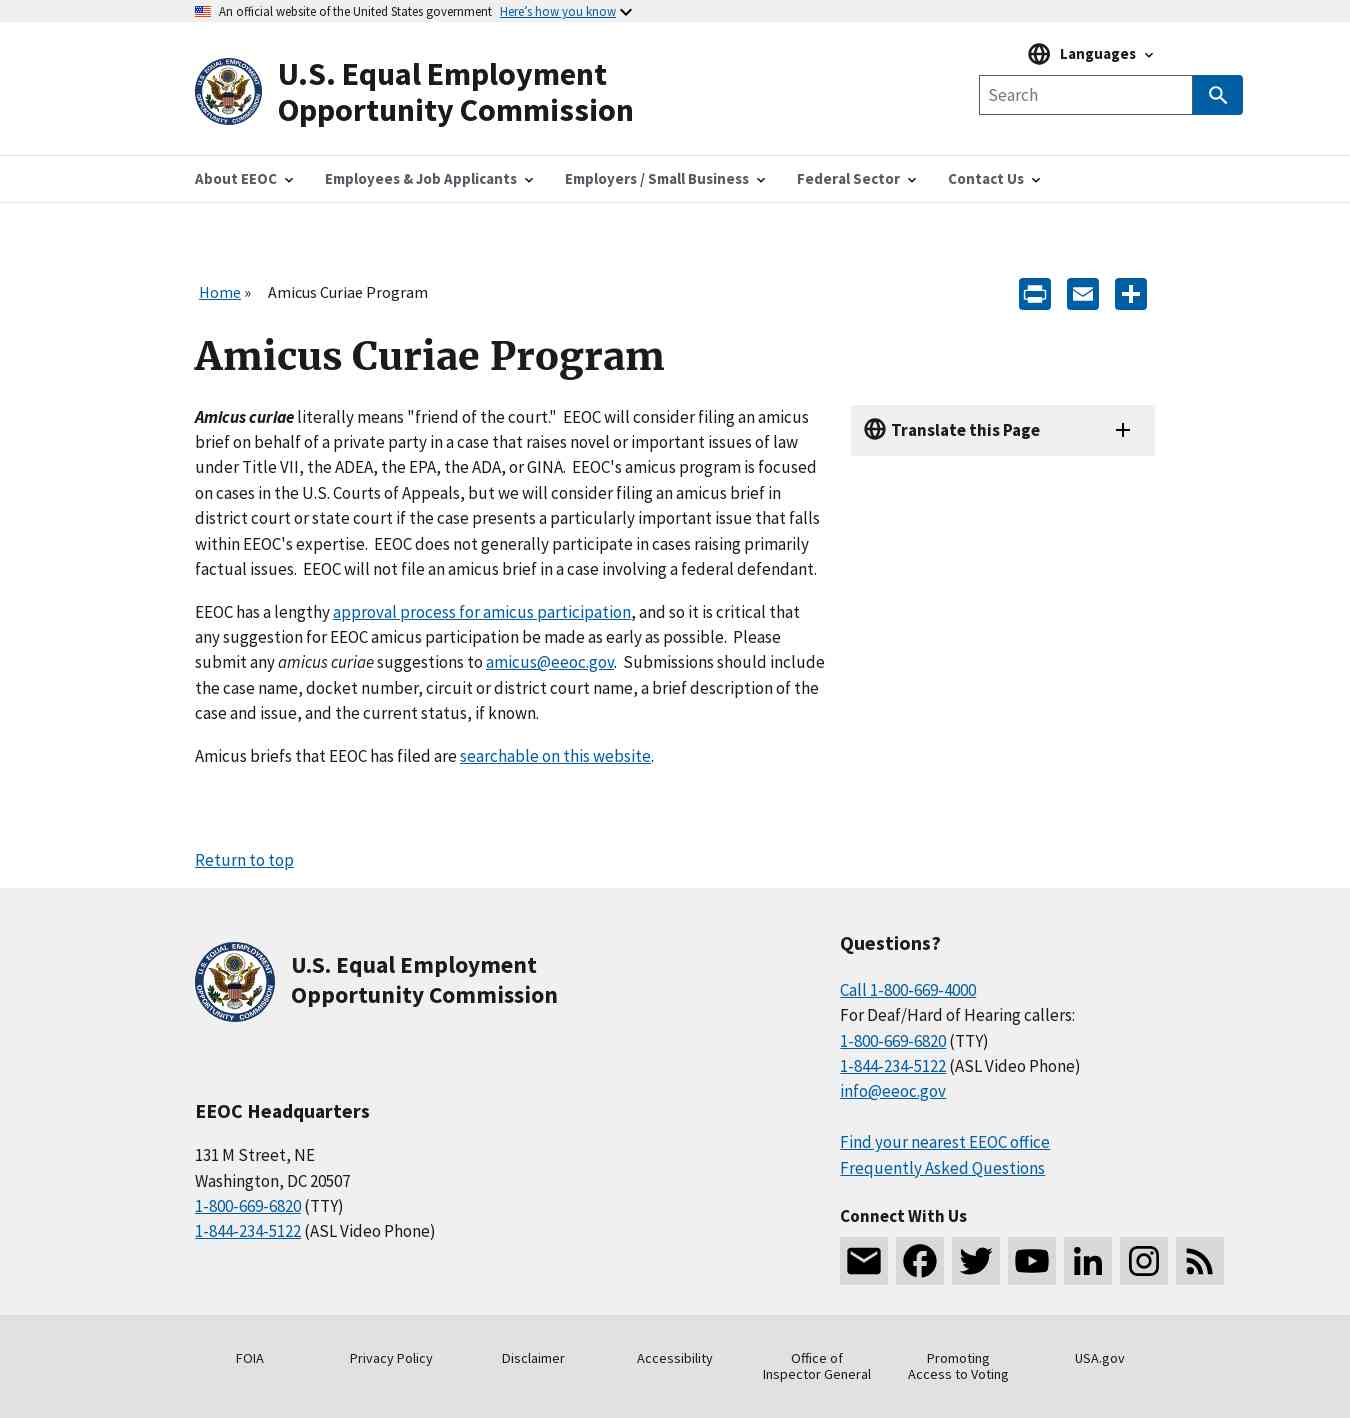 An official website of the United States government Here’s how you know
U.S. Equal Employment
Opportunity Commission
Languages
Search
About EEOC
Employees & Job Applicants
Employers / Small Business
Federal Sector
Contact Us
Home » Amicus Curiae Program
Amicus Curiae Program
Amicus curiae literally means "friend of the court."  EEOC will consider filing an amicus
brief on behalf of a private party in a case that raises novel or important issues of law
under Title VII, the ADEA, the EPA, the ADA, or GINA.  EEOC's amicus program is focused
on cases in the U.S. Courts of Appeals, but we will consider filing an amicus brief in
district court or state court if the case presents a particularly important issue that falls
within EEOC's expertise.  EEOC does not generally participate in cases raising primarily
factual issues.  EEOC will not file an amicus brief in a case involving a federal defendant.
EEOC has a lengthy approval process for amicus participation, and so it is critical that
any suggestion for EEOC amicus participation be made as early as possible.  Please
submit any amicus curiae suggestions to amicus@eeoc.gov.  Submissions should include
the case name, docket number, circuit or district court name, a brief description of the
case and issue, and the current status, if known.
Amicus briefs that EEOC has filed are searchable on this website.
Translate this Page
Return to top
U.S. Equal Employment
Opportunity Commission
EEOC Headquarters
131 M Street, NE
Washington, DC 20507
1-800-669-6820 (TTY)
1-844-234-5122 (ASL Video Phone)
Questions?
Call 1-800-669-4000
For Deaf/Hard of Hearing callers:
1-800-669-6820 (TTY)
1-844-234-5122 (ASL Video Phone)
info@eeoc.gov
Find your nearest EEOC office
Frequently Asked Questions
Connect With Us
FOIA
Privacy Policy
Disclaimer
Accessibility
Office of
Inspector General
Promoting
Access to Voting
USA.gov